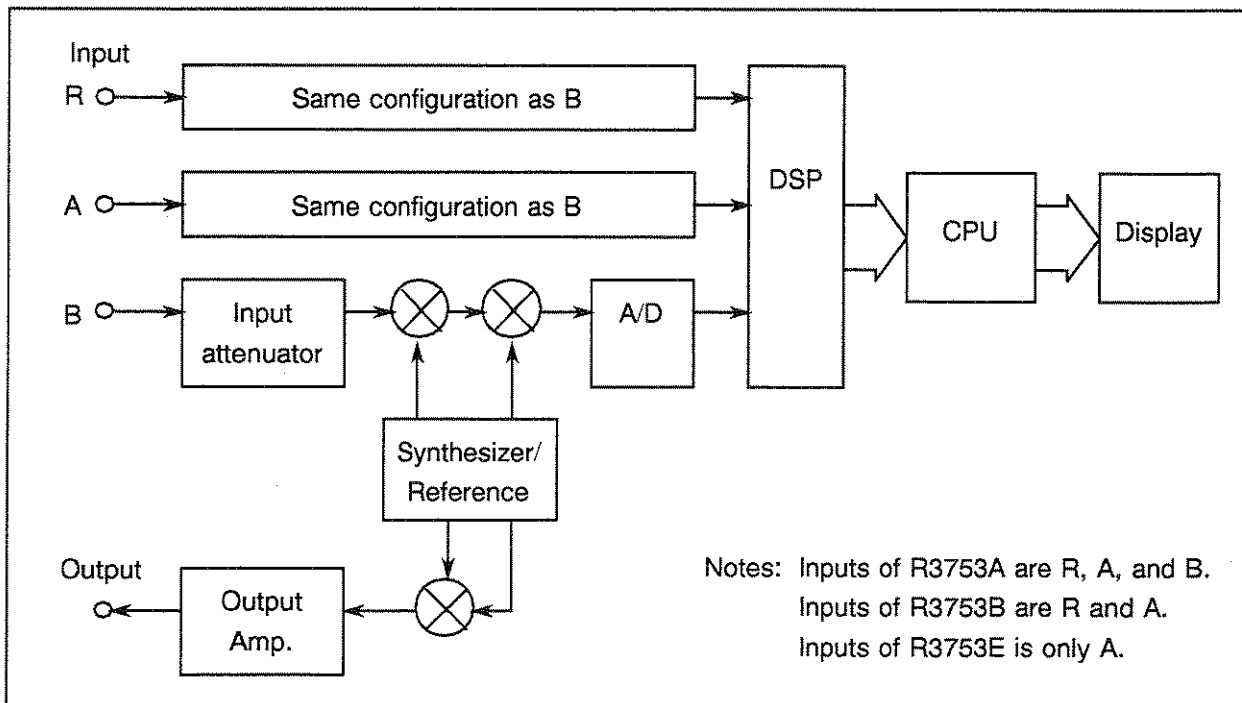 Input
R
Same configuration as B
A
Same configuration as B
B
Input
attenuator
A/D
DSP
CPU
Display
Synthesizer/
Reference
Output
Output
Amp.
Notes: Inputs of R3753A are R, A, and B.
Inputs of R3753B are R and A.
Inputs of R3753E is only A.